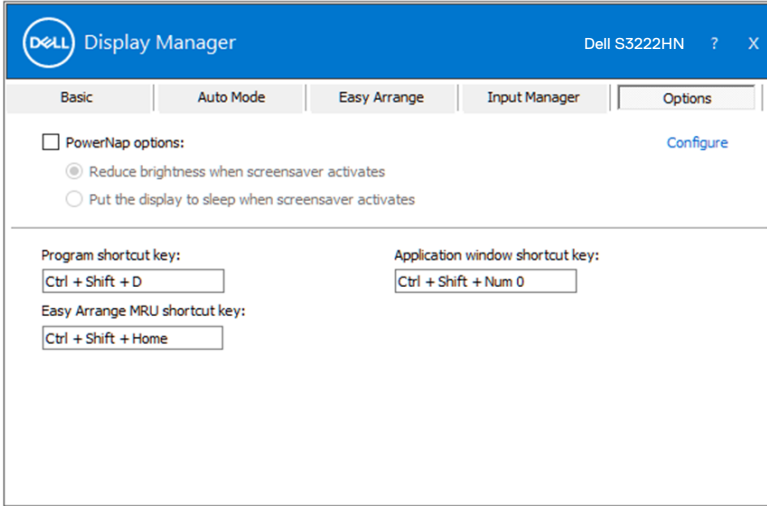 DELL Display Manager Dell S3222HN ? X
Basic Auto Mode Easy Arrange Input Manager Options
PowerNap options: Configure
Reduce brightness when screensaver activates
Put the display to sleep when screensaver activates
Program shortcut key: Application window shortcut key:
Ctrl + Shift + D Ctrl + Shift + Num 0
Easy Arrange MRU shortcut key:
Ctrl + Shift + Home